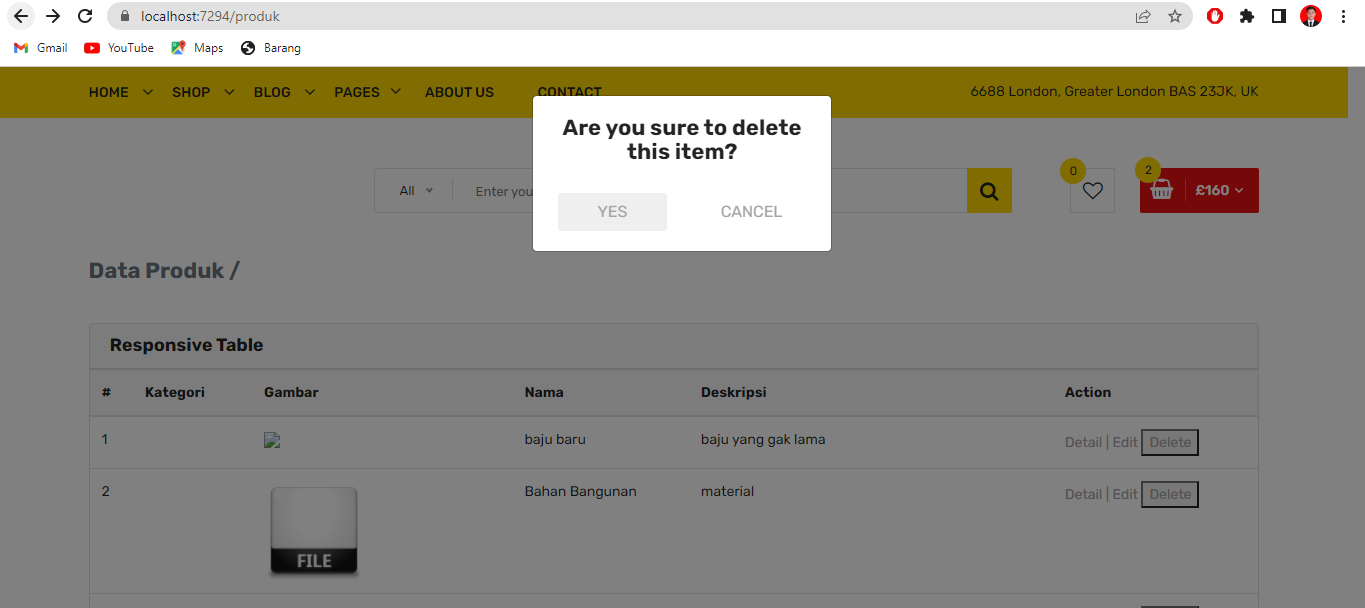 localhost:7294/produk
Gmail YouTube Maps Barang
HOME SHOP BLOG PAGES ABOUT US CONTACT 6688 London, Greater London BAS 23JK, UK
Are you sure to delete
this item?
YES CANCEL
All Enter you 0 2 £160
Data Produk /
Responsive Table
# Kategori Gambar Nama Deskripsi Action
1 baju baru baju yang gak lama Detail | Edit Delete
2 Bahan Bangunan material Detail | Edit Delete
FILE